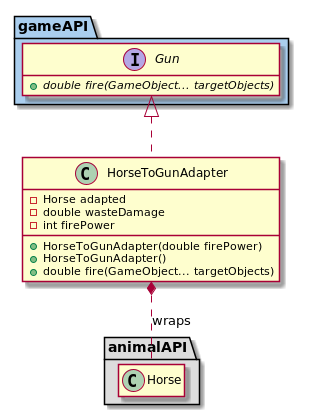 gameAPI
I Gun
double fire(GameObject... targetObjects)
C HorseToGunAdapter
Horse adapted
double wasteDamage
int firePower
HorseToGunAdapter(double firePower)
HorseToGunAdapter()
double fire(GameObject... targetObjects)
wraps
animalAPI
C Horse